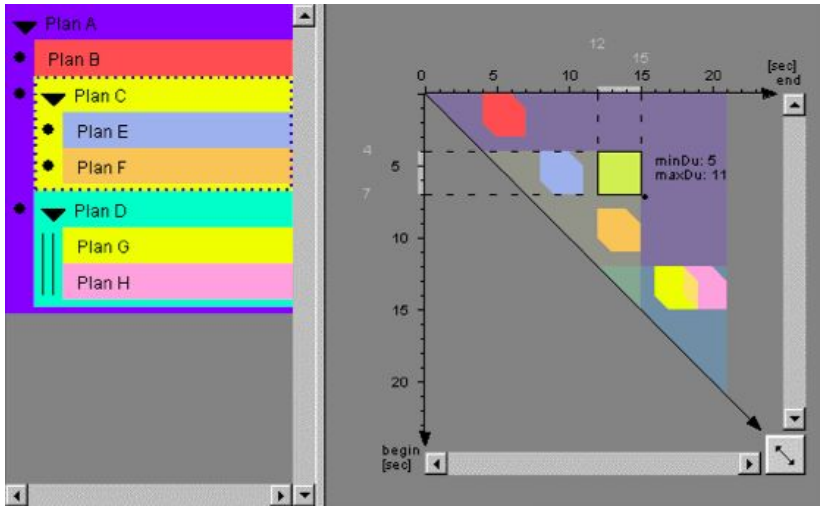 Plan A
Plan B
Plan C
Plan E
Plan F
Plan D
Plan G
Plan H
12
15
0 5 10 15 20
[sec]
end
4
5
7
10
15
20
minDu: 5
maxDu: 11
begin
[sec]